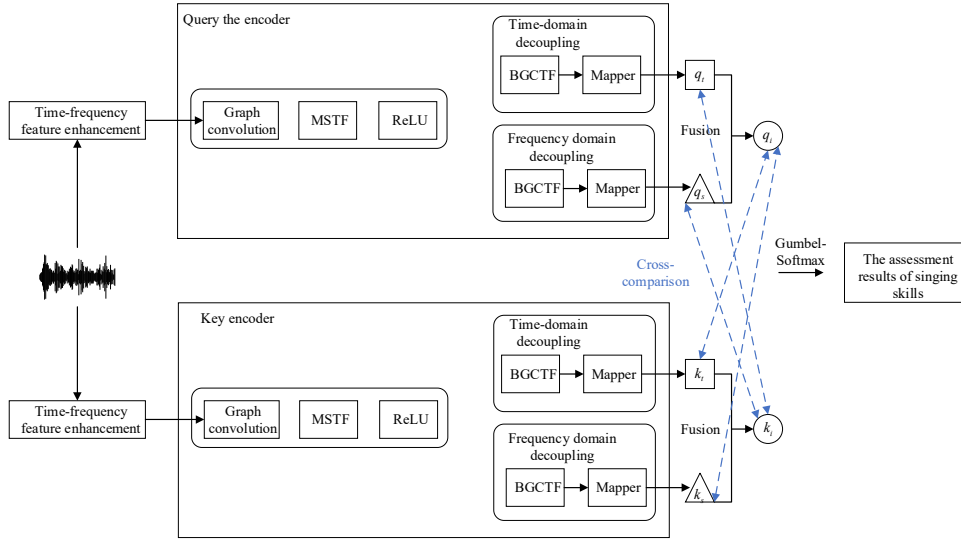 Query the encoder
Time-domain
decoupling
BGCTF
Mapper
q_t
Time-frequency
feature enhancement
Graph
convolution
MSTF
ReLU
Frequency domain
decoupling
BGCTF
Mapper
Fusion
q_i
q_s
Cross-
comparison
Gumbel-
Softmax
The assessment
results of singing
skills
Key encoder
Time-domain
decoupling
BGCTF
Mapper
k_t
Time-frequency
feature enhancement
Graph
convolution
MSTF
ReLU
Frequency domain
decoupling
BGCTF
Mapper
Fusion
k_i
k_s